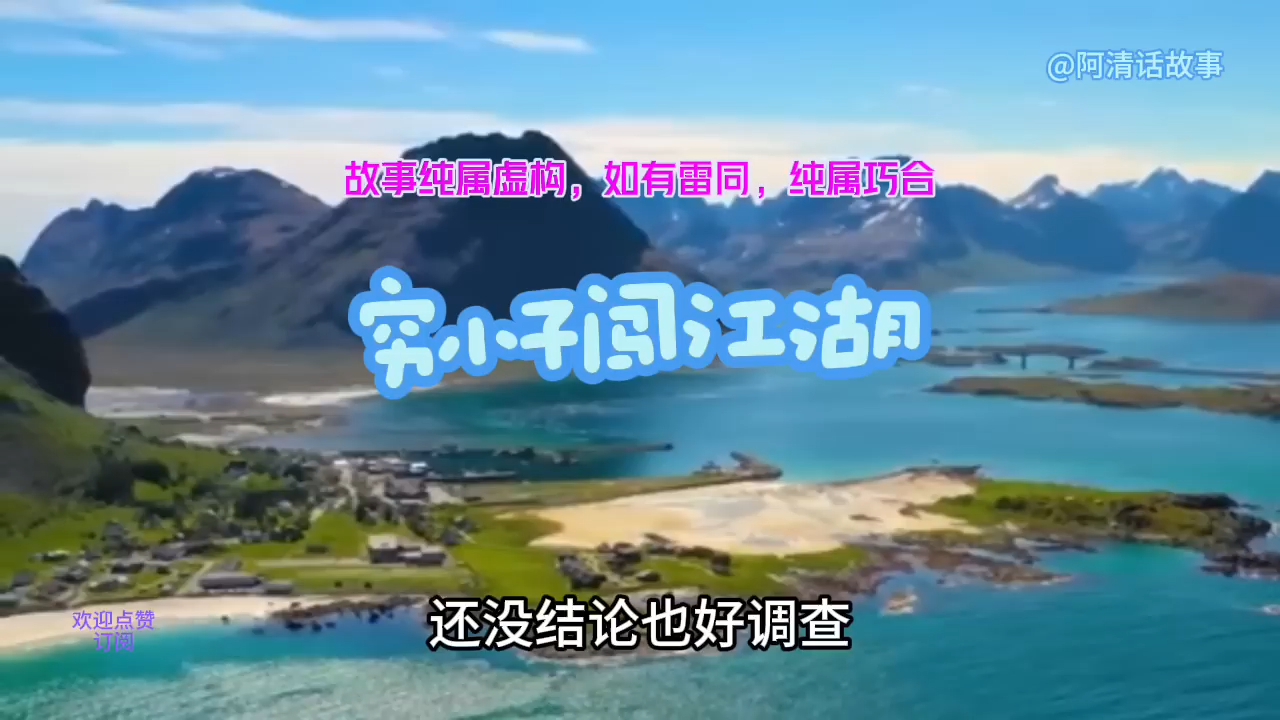 @阿清话故事
故事纯属虚构，如有雷同，纯属巧合
穷小子闯江湖
还没结论也好调查
欢迎点赞
订阅